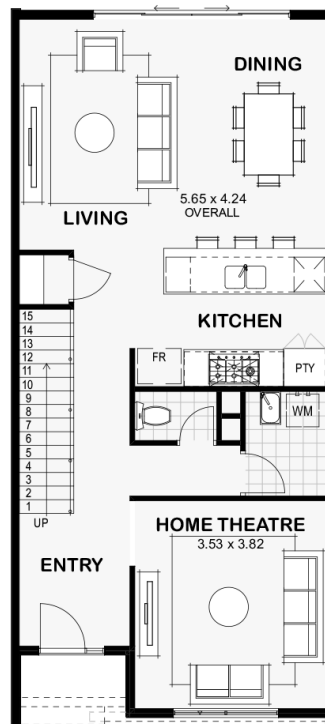 DINING
5.65 x 4.24
OVERALL
LIVING
KITCHEN
15
14
13
12
11
10
9
8
7
6
5
4
3
2
1
UP
FR
PTY
WM
HOME THEATRE
3.53 x 3.82
ENTRY